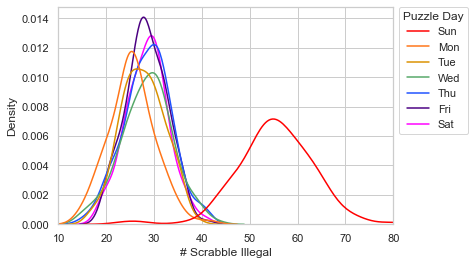 Puzzle Day
Sun
Mon
Tue
Wed
Thu
Fri
Sat
0.014
0.012
0.010
0.008
0.006
0.004
0.002
0.000
Density
10 20 30 40 50 60 70 80
# Scrabble Illegal